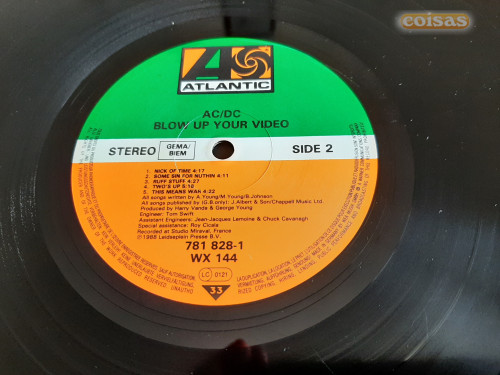 coisas
ATLANTIC
AC/DC
BLOW UP YOUR VIDEO
STEREO GEMA/ BIEM SIDE 2
1. NICK OF TIME 4:17
2. SOME SIN FOR NUTHIN 4:11
3. RUFF STUFF 4:27
4. TWO'S UP 5:18
5. THIS MEANS WAR 4:22
All songs written by A.Young/M.Young/B.Johnson
All songs published by (G.B.only) J.Albert & Son/Chappell Music Ltd.
Produced by Harry Vanda & George Young
Engineer: Tom Swift
Assistant Engineers: Jean-Jacques Lemoine & Chuck Cavanagh
Special assistance: Roy Cicala
Recorded at Studio Miraval, France
1988 Leidseplein Presse B.V.
781 828-1
WX 144
LC 0121
33